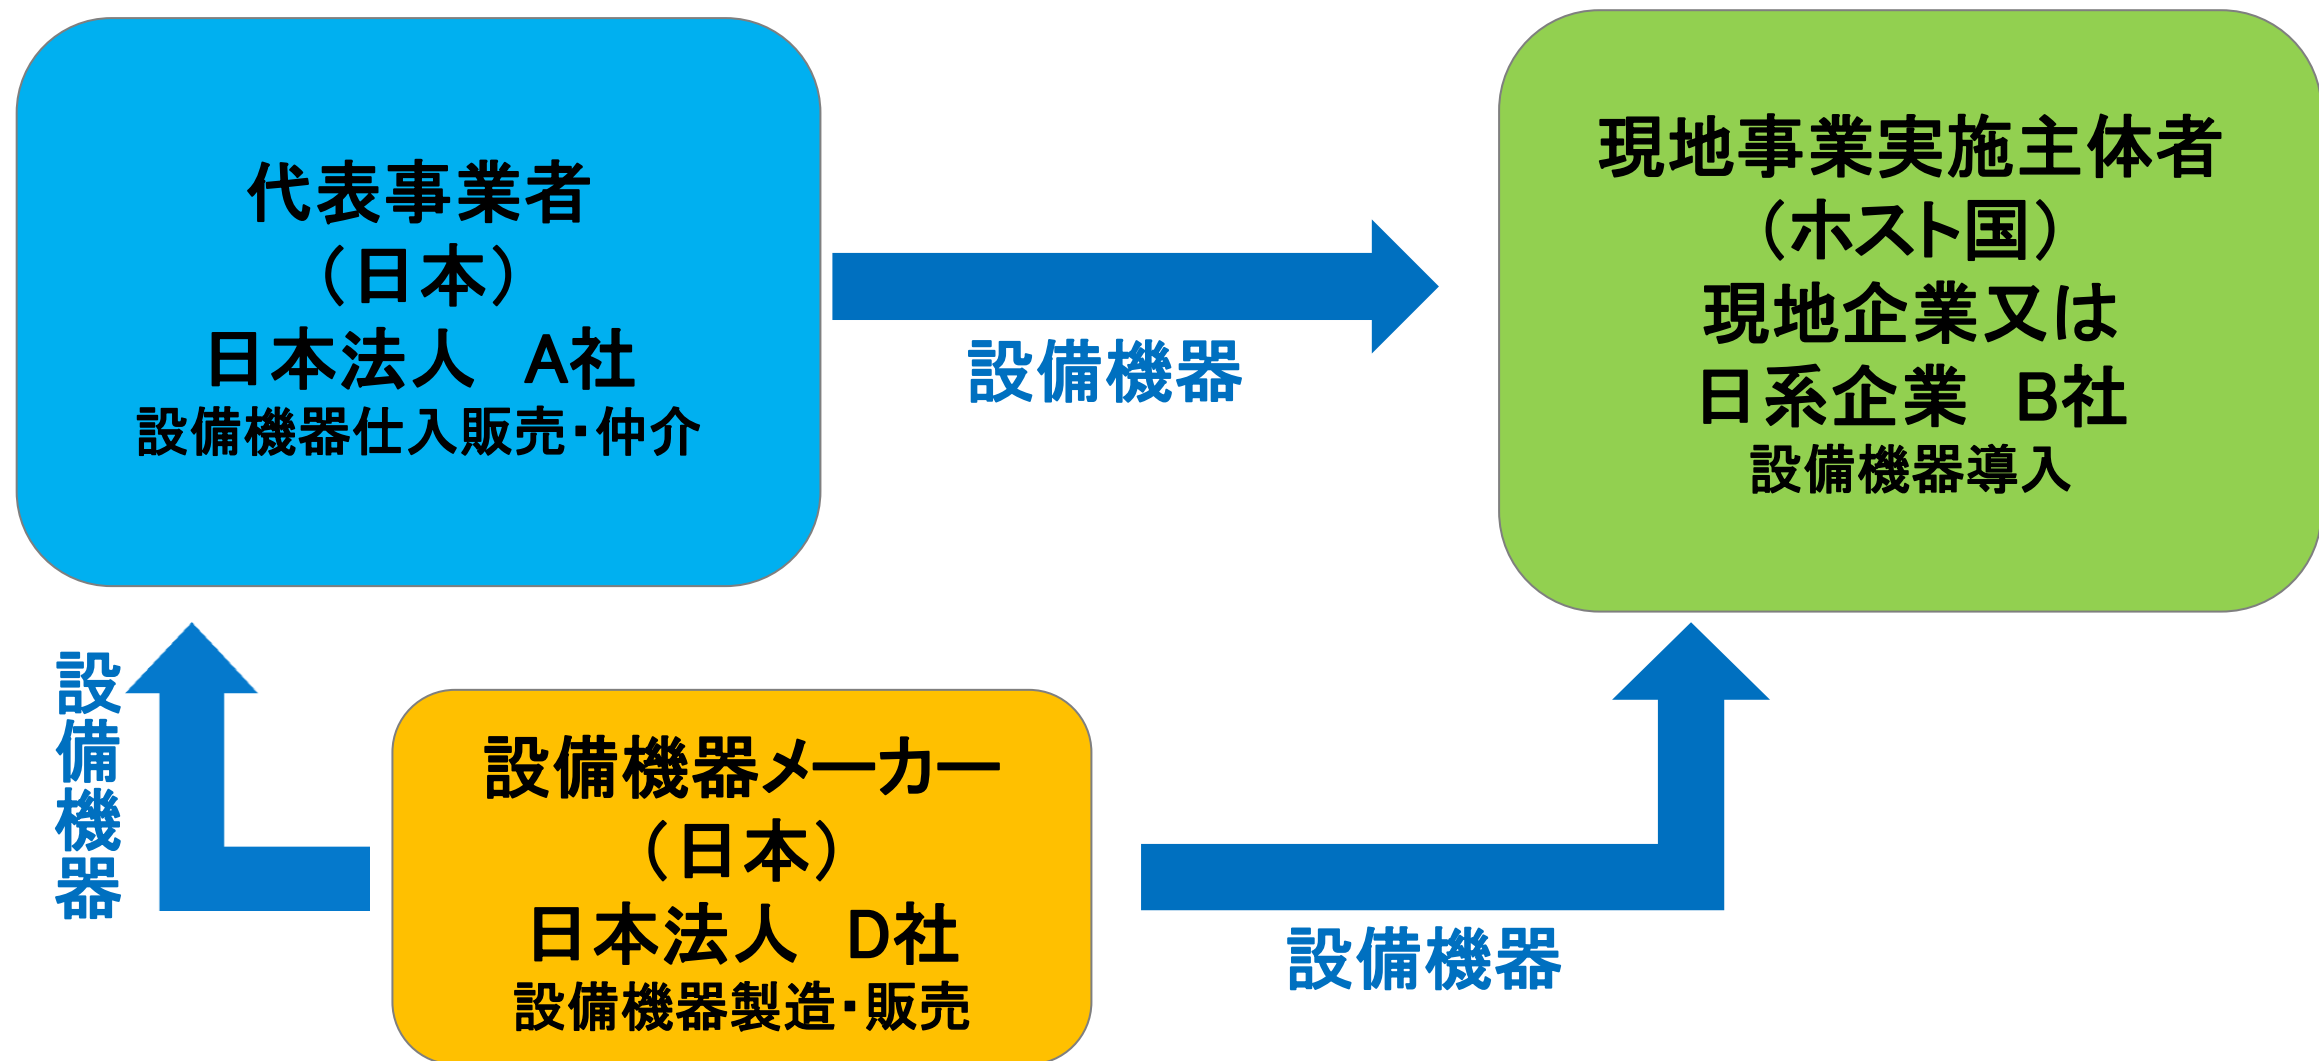 代表事業者
（日本）
日本法人　A社
設備機器仕入販売・仲介
設備機器
現地事業実施主体者
（ホスト国）
現地企業又は
日系企業　B社
設備機器導入
設備機器
設備機器メーカー
（日本）
日本法人　D社
設備機器製造・販売
設備機器